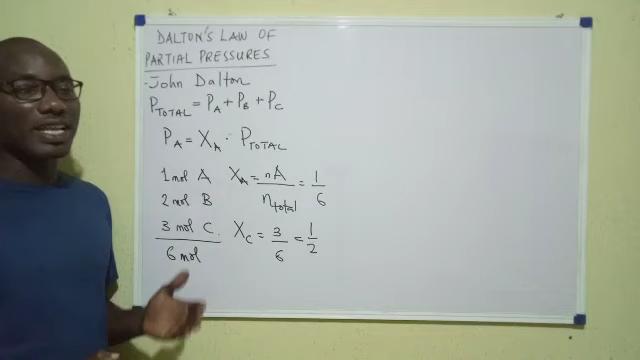 DALTON'S LAW OF
PARTIAL PRESSURES
-John Dalton
P_TOTAL = P_A + P_B + P_C
P_A = X_A · P_TOTAL
1 mol A X_A = nA/n_total = 1/6
2 mol B
3 mol C. X_C = 3/6 = 1/2
6 mol